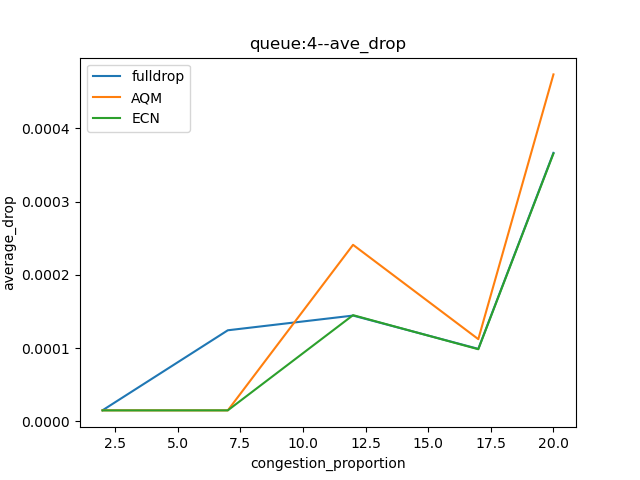 queue:4--ave_drop
fulldrop
AQM
ECN
average_drop
0.0004
0.0003
0.0002
0.0001
0.0000
2.5 5.0 7.5 10.0 12.5 15.0 17.5 20.0
congestion_proportion